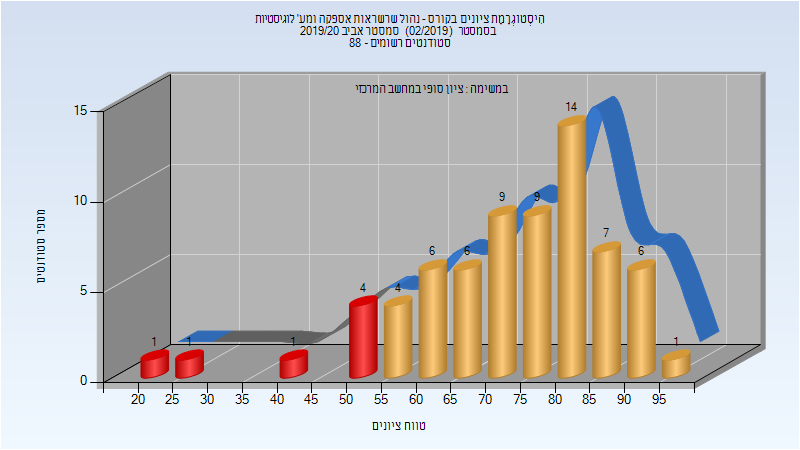 היסטוגרמת ציונים בקורס - נהול שרשראות אספקה ומע' לוגיסטיות
בסמסטר (02/2019) סמסטר אביב 2019/20
סטודנטים רשומים - 88
במשימה : ציון סופי במחשב המרכזי
מספר סטודנטים
15
10
5
0
1
1
1
4
4
6
6
9
9
14
7
6
1
20 25 30 35 40 45 50 55 60 65 70 75 80 85 90 95
טווח ציונים